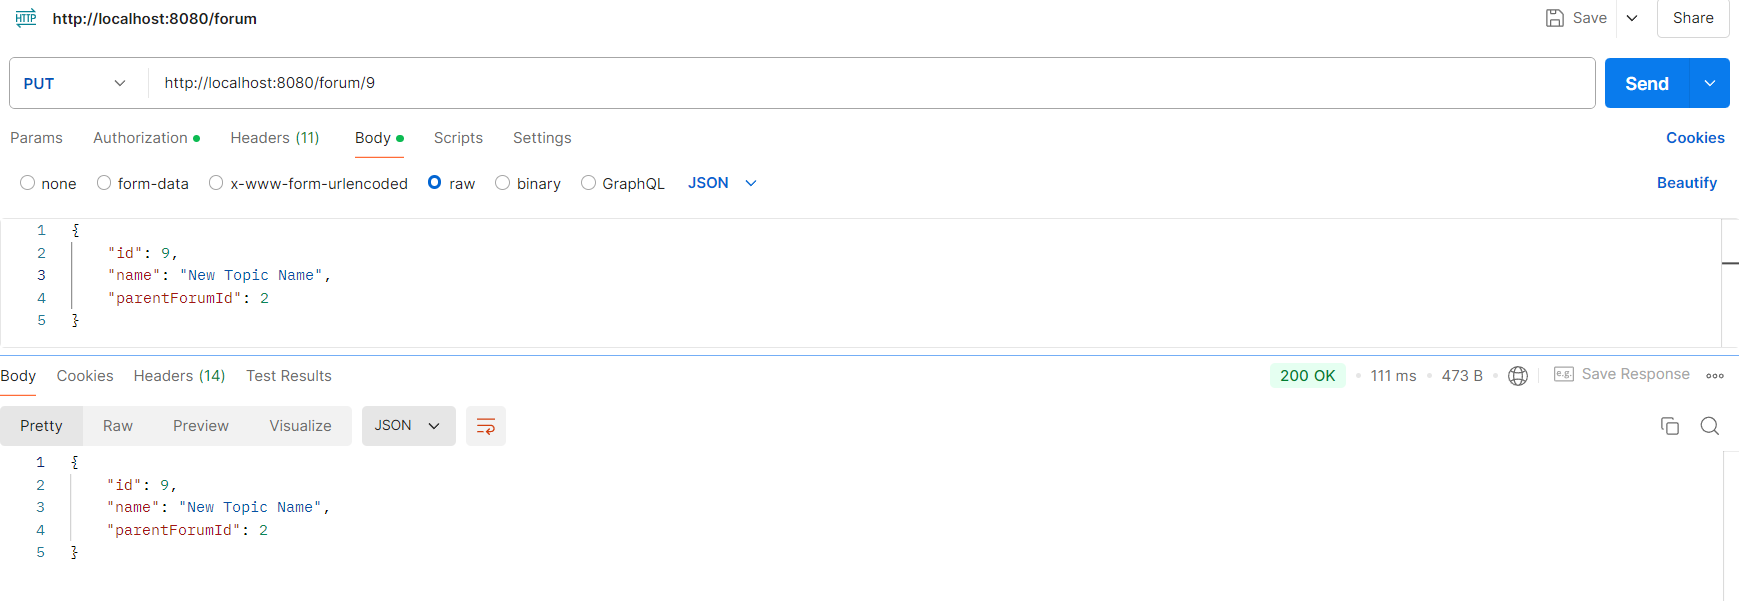 HTTP http://localhost:8080/forum Save Share
PUT http://localhost:8080/forum/9 Send
Params Authorization Headers (11) Body Scripts Settings Cookies
none form-data x-www-form-urlencoded raw binary GraphQL JSON Beautify
1 {
2 "id": 9,
3 "name": "New Topic Name",
4 "parentForumId": 2
5 }
Body Cookies Headers (14) Test Results 200 OK 111 ms 473 B e.g. Save Response
Pretty Raw Preview Visualize JSON
1 {
2 "id": 9,
3 "name": "New Topic Name",
4 "parentForumId": 2
5 }